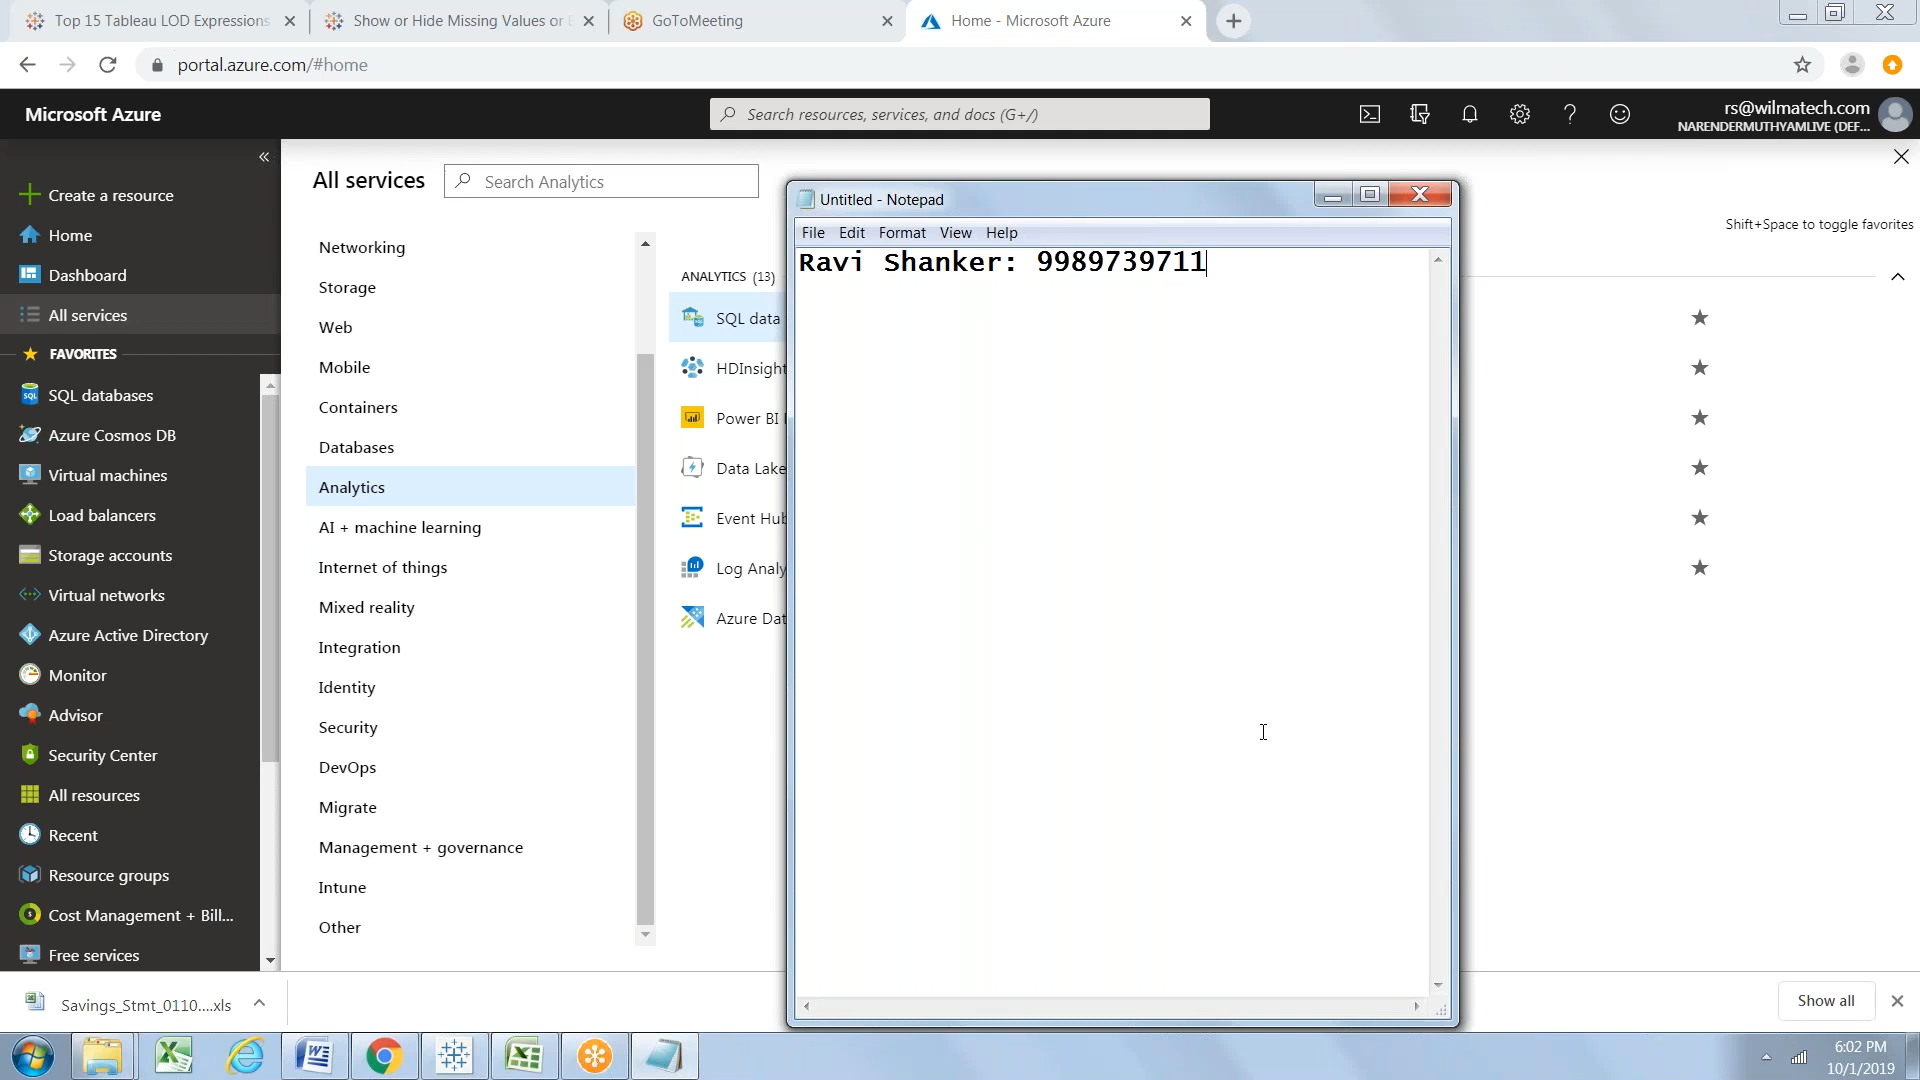 Top 15 Tableau LOD Expressions
Show or Hide Missing Values or E
GoToMeeting
Home - Microsoft Azure
portal.azure.com/#home
Microsoft Azure
Search resources, services, and docs (G+/)
rs@wilmatech.com
NARENDERMUTHYAMLIVE (DEF...
Create a resource
Home
Dashboard
All services
FAVORITES
SQL databases
Azure Cosmos DB
Virtual machines
Load balancers
Storage accounts
Virtual networks
Azure Active Directory
Monitor
Advisor
Security Center
All resources
Recent
Resource groups
Cost Management + Bill...
Free services
All services
Search Analytics
Shift+Space to toggle favorites
Networking
Storage
Web
Mobile
Containers
Databases
Analytics
AI + machine learning
Internet of things
Mixed reality
Integration
Identity
Security
DevOps
Migrate
Management + governance
Intune
Other
ANALYTICS (13)
SQL data
HDInsight
Power BI
Data Lake
Event Hub
Log Analy
Azure Dat
Untitled - Notepad
File Edit Format View Help
Ravi Shanker: 9989739711
Savings_Stmt_0110....xls
Show all
6:02 PM
10/1/2019